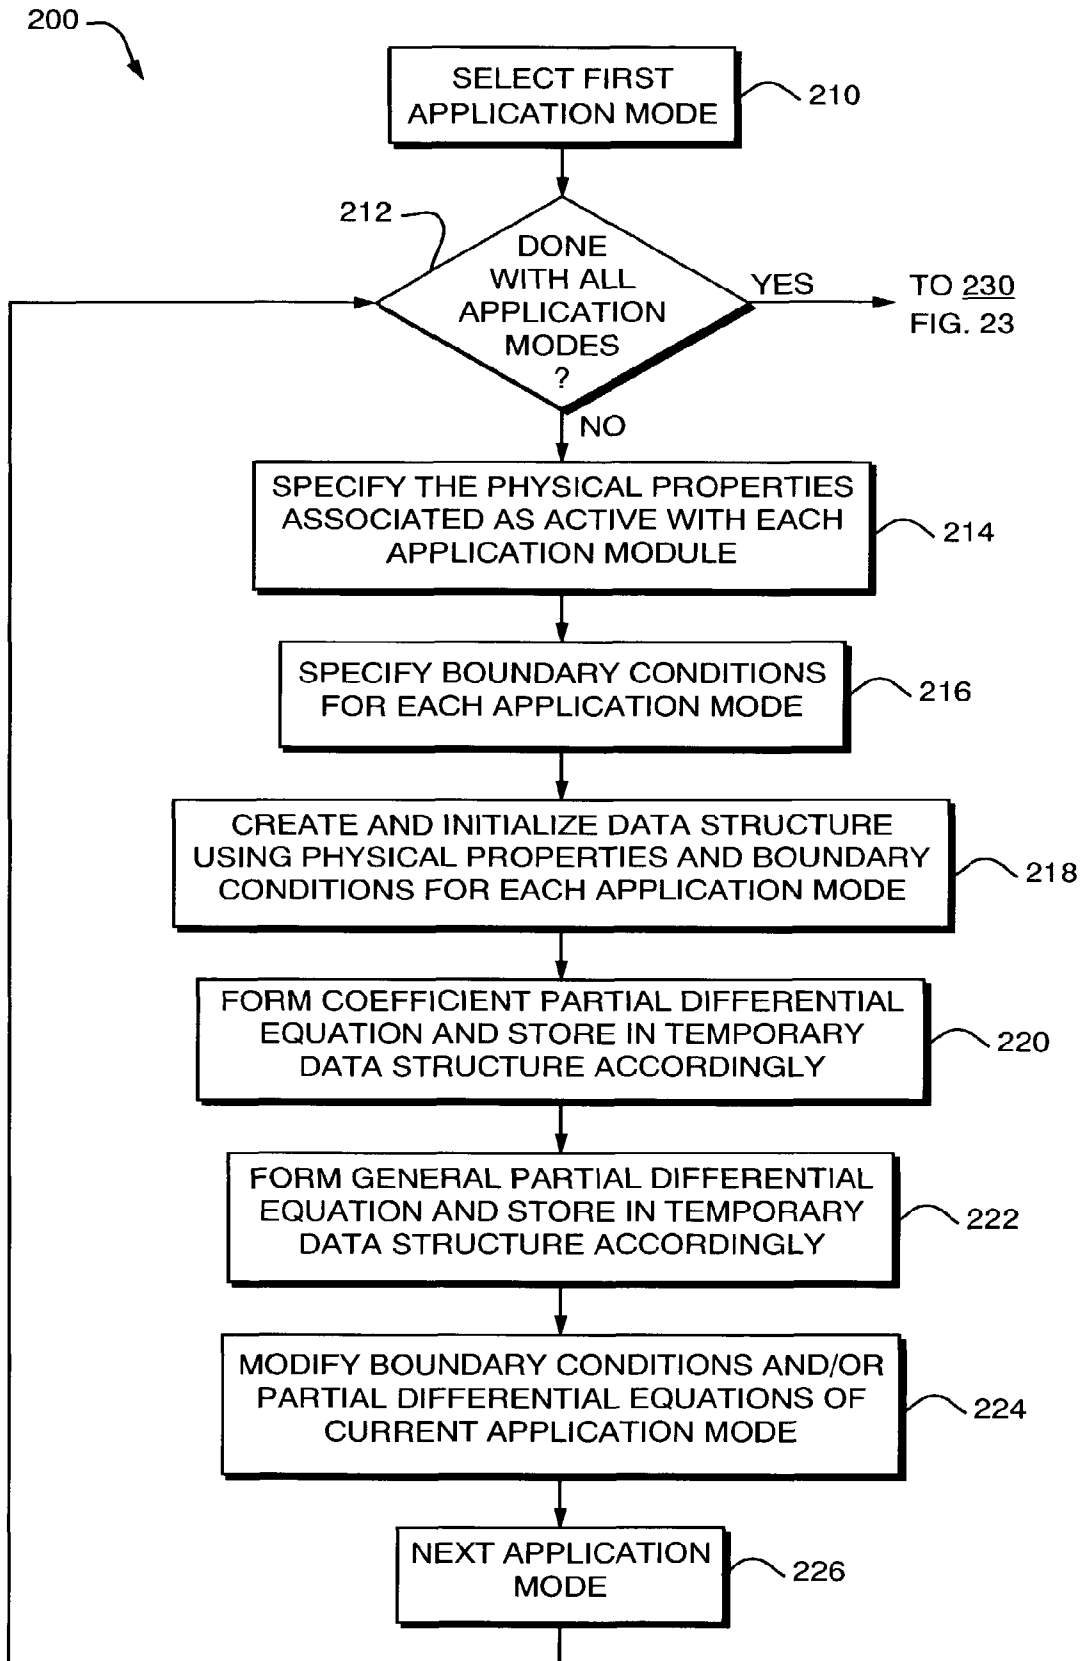 200
SELECT FIRST
APPLICATION MODE
210
212
DONE
WITH ALL
APPLICATION
MODES
?
YES
TO 230
FIG. 23
NO
SPECIFY THE PHYSICAL PROPERTIES
ASSOCIATED AS ACTIVE WITH EACH
APPLICATION MODULE
214
SPECIFY BOUNDARY CONDITIONS
FOR EACH APPLICATION MODE
216
CREATE AND INITIALIZE DATA STRUCTURE
USING PHYSICAL PROPERTIES AND BOUNDARY
CONDITIONS FOR EACH APPLICATION MODE
218
FORM COEFFICIENT PARTIAL DIFFERENTIAL
EQUATION AND STORE IN TEMPORARY
DATA STRUCTURE ACCORDINGLY
220
FORM GENERAL PARTIAL DIFFERENTIAL
EQUATION AND STORE IN TEMPORARY
DATA STRUCTURE ACCORDINGLY
222
MODIFY BOUNDARY CONDITIONS AND/OR
PARTIAL DIFFERENTIAL EQUATIONS OF
CURRENT APPLICATION MODE
224
NEXT APPLICATION
MODE
226